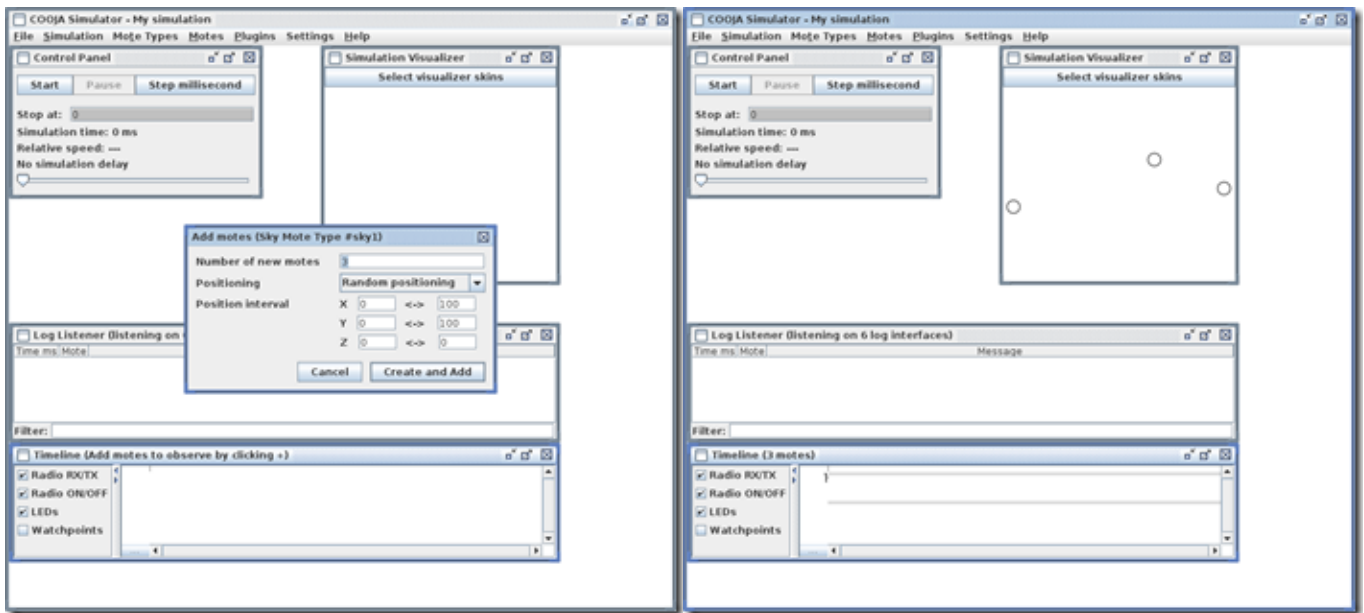 COOJA Simulator - My simulation
File Simulation Mote Types Motes Plugins Settings Help
Control Panel
Start Pause Step millisecond
Stop at: 0
Simulation time: 0 ms
Relative speed: ---
No simulation delay
Simulation Visualizer
Select visualizer skins
Add motes (Sky Mote Type #sky1)
Number of new motes 3
Positioning Random positioning
Position interval X 0 <-> 100
Y 0 <-> 100
Z 0 <-> 0
Cancel Create and Add
Log Listener (listening on
Time ms Mote
Filter:
Timeline (Add motes to observe by clicking +)
Radio RX/TX
Radio ON/OFF
LEDs
Watchpoints
COOJA Simulator - My simulation
File Simulation Mote Types Motes Plugins Settings Help
Control Panel
Start Pause Step millisecond
Stop at: 0
Simulation time: 0 ms
Relative speed: ---
No simulation delay
Simulation Visualizer
Select visualizer skins
Log Listener (listening on 6 log interfaces)
Time ms Mote Message
Filter:
Timeline (3 motes)
Radio RX/TX
Radio ON/OFF
LEDs
Watchpoints